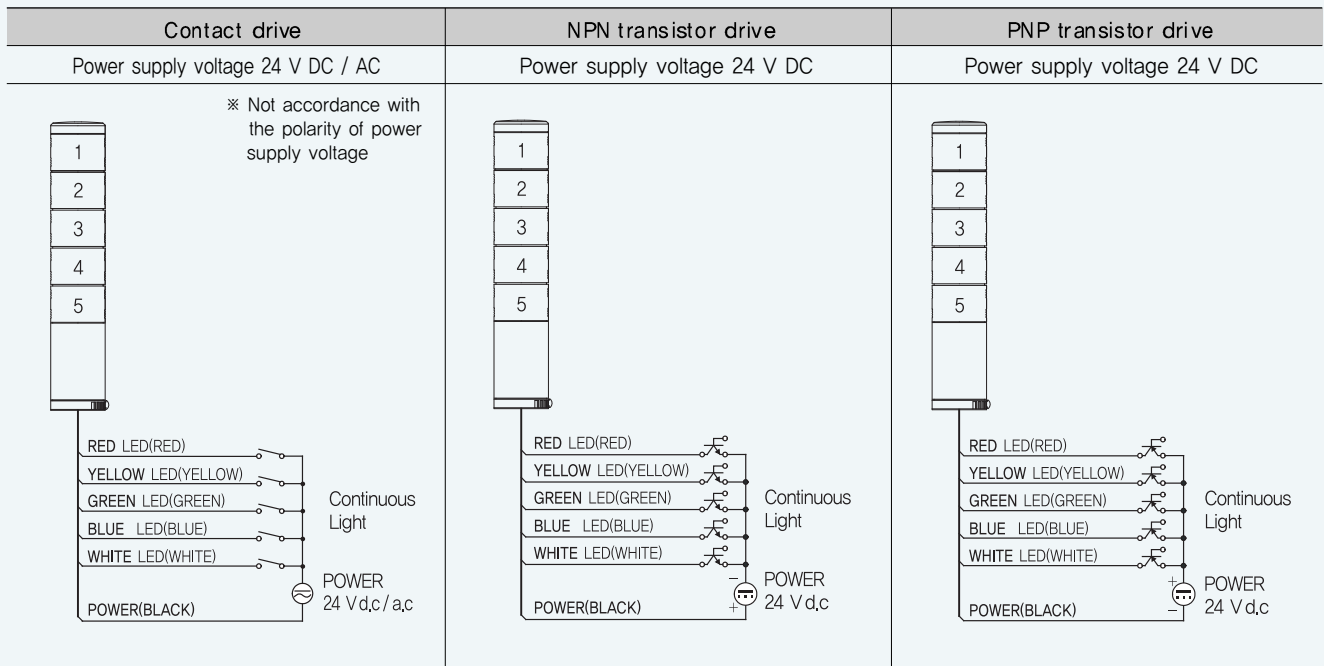 Contact drive
Power supply voltage 24 V DC / AC
※ Not accordance with
the polarity of power
supply voltage
1
2
3
4
5
RED LED(RED)
YELLOW LED(YELLOW)
GREEN LED(GREEN)
BLUE LED(BLUE)
WHITE LED(WHITE)
Continuous
Light
POWER
24 V d.c / a.c
POWER(BLACK)
NPN transistor drive
Power supply voltage 24 V DC
1
2
3
4
5
RED LED(RED)
YELLOW LED(YELLOW)
GREEN LED(GREEN)
BLUE LED(BLUE)
WHITE LED(WHITE)
Continuous
Light
−
POWER
24 V d.c
+
POWER(BLACK)
PNP transistor drive
Power supply voltage 24 V DC
1
2
3
4
5
RED LED(RED)
YELLOW LED(YELLOW)
GREEN LED(GREEN)
BLUE LED(BLUE)
WHITE LED(WHITE)
Continuous
Light
+
POWER
24 V d.c
−
POWER(BLACK)